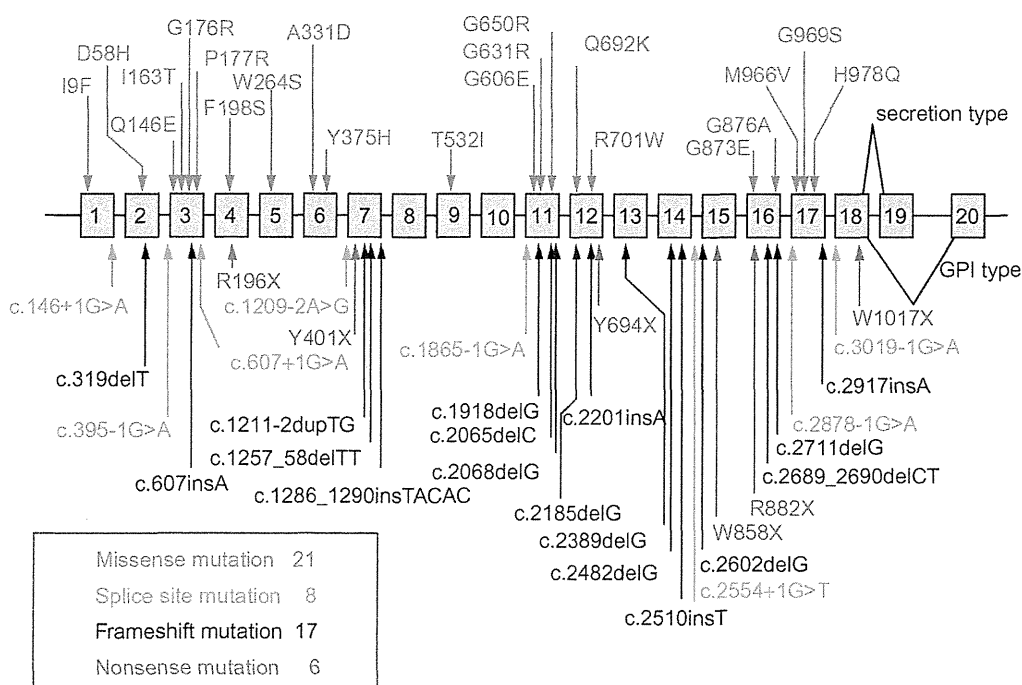 G176R
A331D
G650R
G969S
D58H
P177R
G631R
Q692K
I9F
I163T
W264S
G606E
M966V
H978Q
Q146E
F198S
Y375H
T532I
R701W
G876A
G873E
secretion type
1 2 3 4 5 6 7 8 9 10 11 12 13 14 15 16 17 18 19 20
GPI type
c.146+1G>A
R196X
c.1209-2A>G
Y401X
c.607+1G>A
c.1865-1G>A
Y694X
W1017X
c.3019-1G>A
c.319delT
c.2917insA
c.395-1G>A
c.1211-2dupTG
c.1918delG
c.2201insA
c.2878-1G>A
c.2065delC
c.2711delG
c.1257_58delTT
c.2068delG
c.2689_2690delCT
c.607insA
c.1286_1290insTACAC
R882X
c.2185delG
W858X
c.2389delG
c.2602delG
c.2482delG
c.2554+1G>T
c.2510insT
Missense mutation 21
Splice site mutation 8
Frameshift mutation 17
Nonsense mutation 6